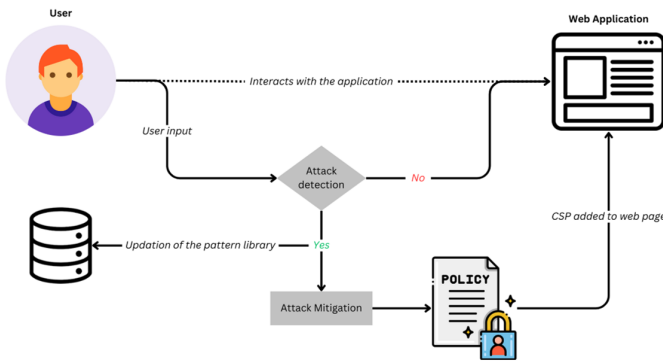 User
Web Application
Interacts with the application
User input
Attack
detection
No
CSP added to web page
Updation of the pattern library
Yes
POLICY
Attack Mitigation